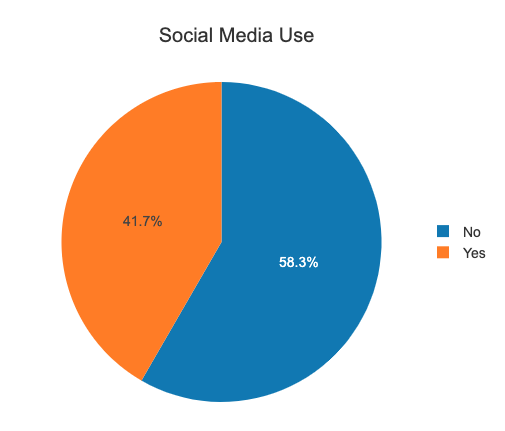 Social Media Use
41.7%
58.3%
No
Yes